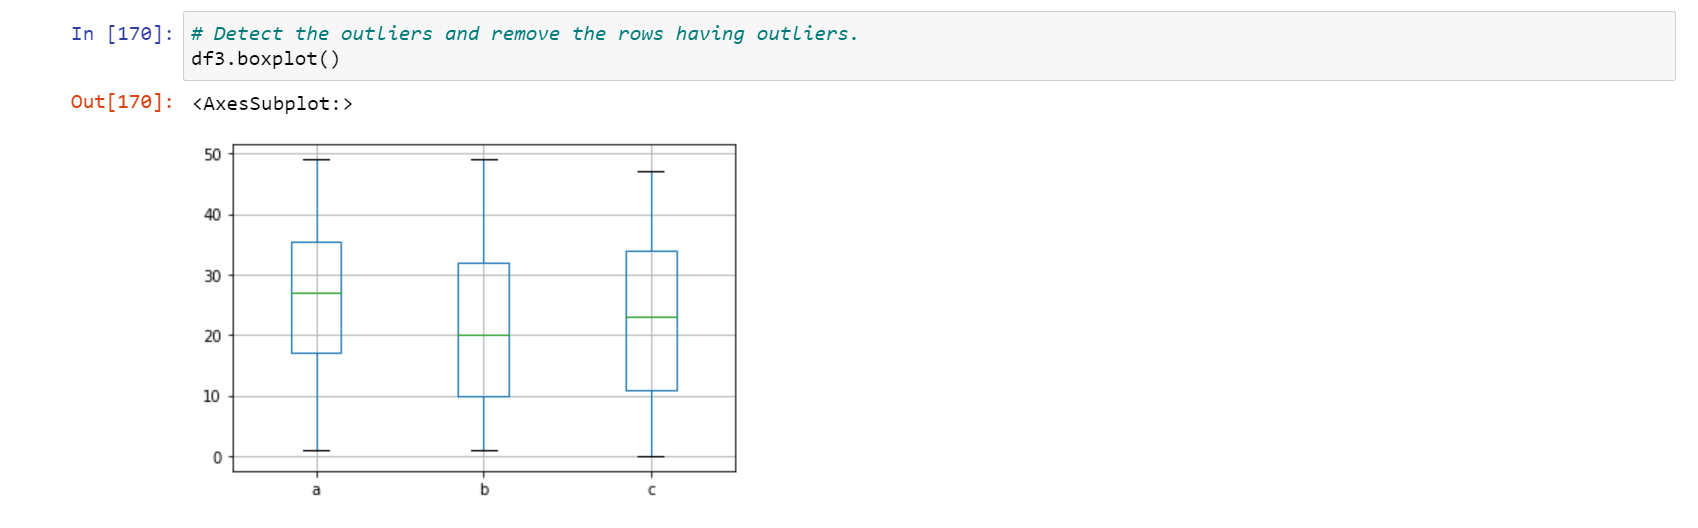 In [170]: # Detect the outliers and remove the rows having outliers.
df3.boxplot()
Out[170]: <AxesSubplot:>
50
40
30
20
10
0
a b c